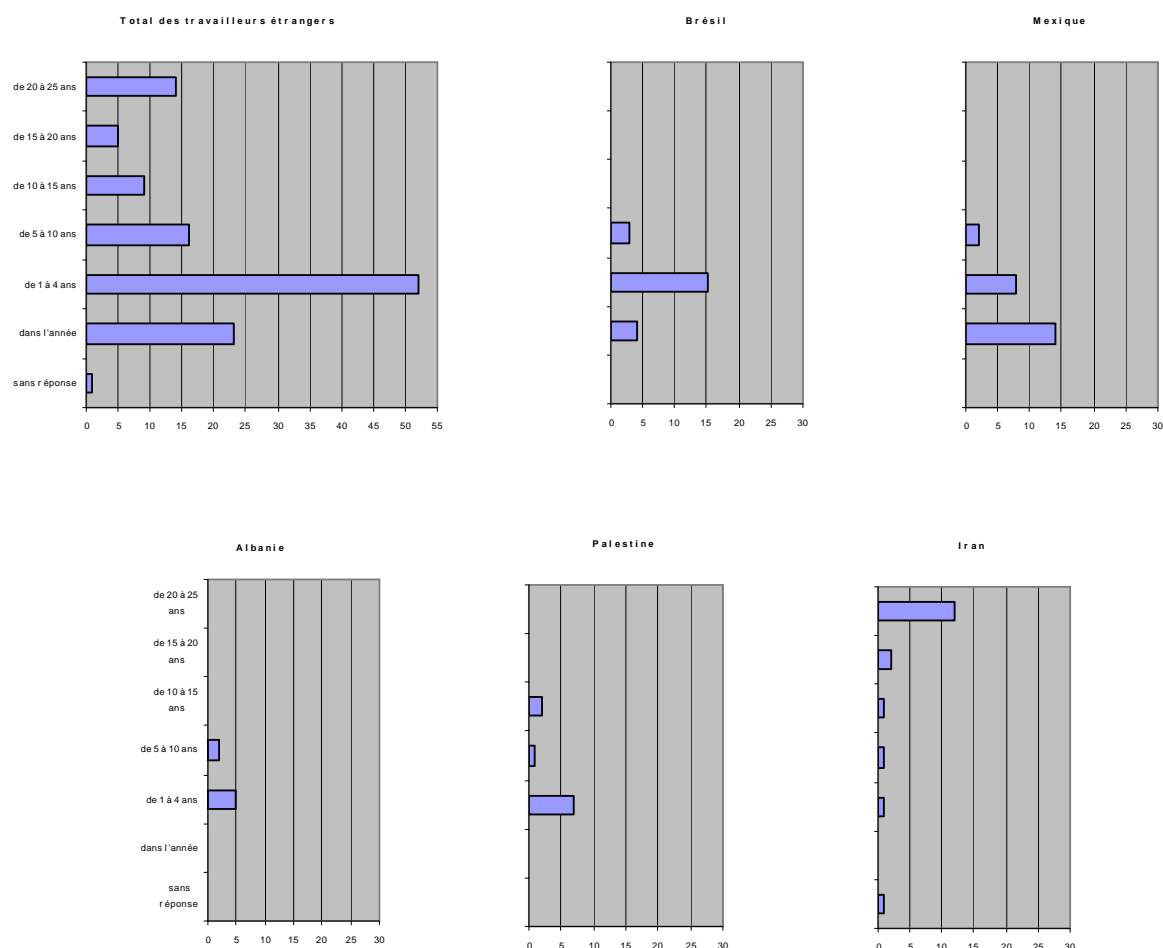 Total des travailleurs étrangers
Brésil
Mexique
de 20 à 25 ans
de 15 à 20 ans
de 10 à 15 ans
de 5 à 10 ans
de 1 à 4 ans
dans l'année
sans réponse
0 5 10 15 20 25 30 35 40 45 50 55
0 5 10 15 20 25 30
0 5 10 15 20 25 30
Albanie
Palestine
Iran
de 20 à 25
ans
de 15 à 20
ans
de 10 à 15
ans
de 5 à 10 ans
de 1 à 4 ans
dans l'année
sans
réponse
0 5 10 15 20 25 30
0 5 10 15 20 25 30
0 5 10 15 20 25 30